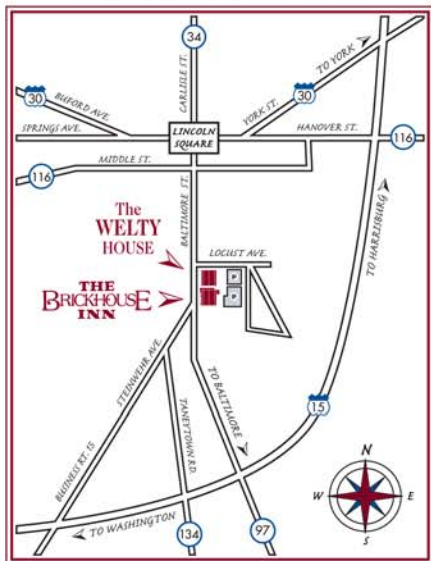 34
CARLISLE ST.
TO YORK
30
BUFORD AVE.
YORK ST.
30
SPRINGS AVE.
LINCOLN
SQUARE
HANOVER ST.
116
MIDDLE ST.
116
BALTIMORE ST.
The
WELTY
HOUSE
LOCUST AVE.
TO HARRISBURG
P
THE
BRICKHOUSE
INN
P
STEINWEHR AVE.
TO BALTIMORE
15
TANEYTOWN RD.
BUSINESS RT. 15
N
W
E
S
TO WASHINGTON
134
97